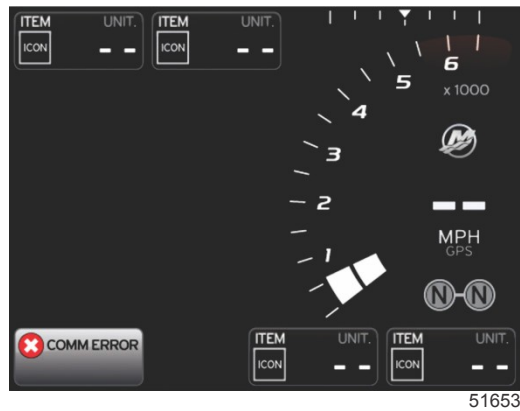 ITEM UNIT. ITEM UNIT.
ICON -- ICON --
6
5
x 1000
4
3
2
--
MPH
GPS
1
N-N
COMM ERROR
ITEM UNIT. ITEM UNIT.
ICON -- ICON --
51653